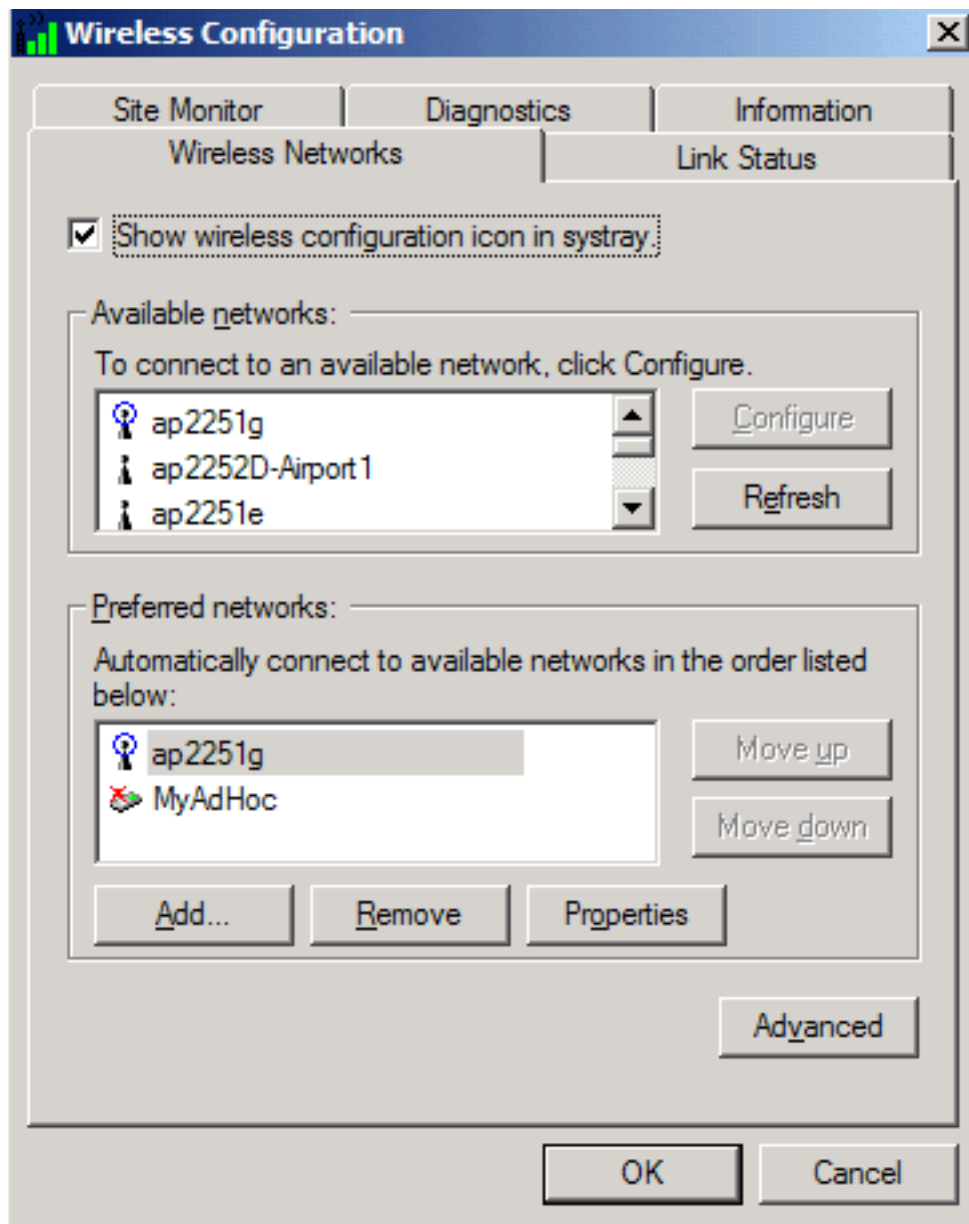 Wireless Configuration
Site Monitor
Diagnostics
Information
Wireless Networks
Link Status
Show wireless configuration icon in systray.
Available networks:
To connect to an available network, click Configure.
ap2251g
ap2252D-Airport1
ap2251e
Configure
Refresh
Preferred networks:
Automatically connect to available networks in the order listed
below:
ap2251g
MyAdHoc
Move up
Move down
Add...
Remove
Properties
Advanced
OK
Cancel